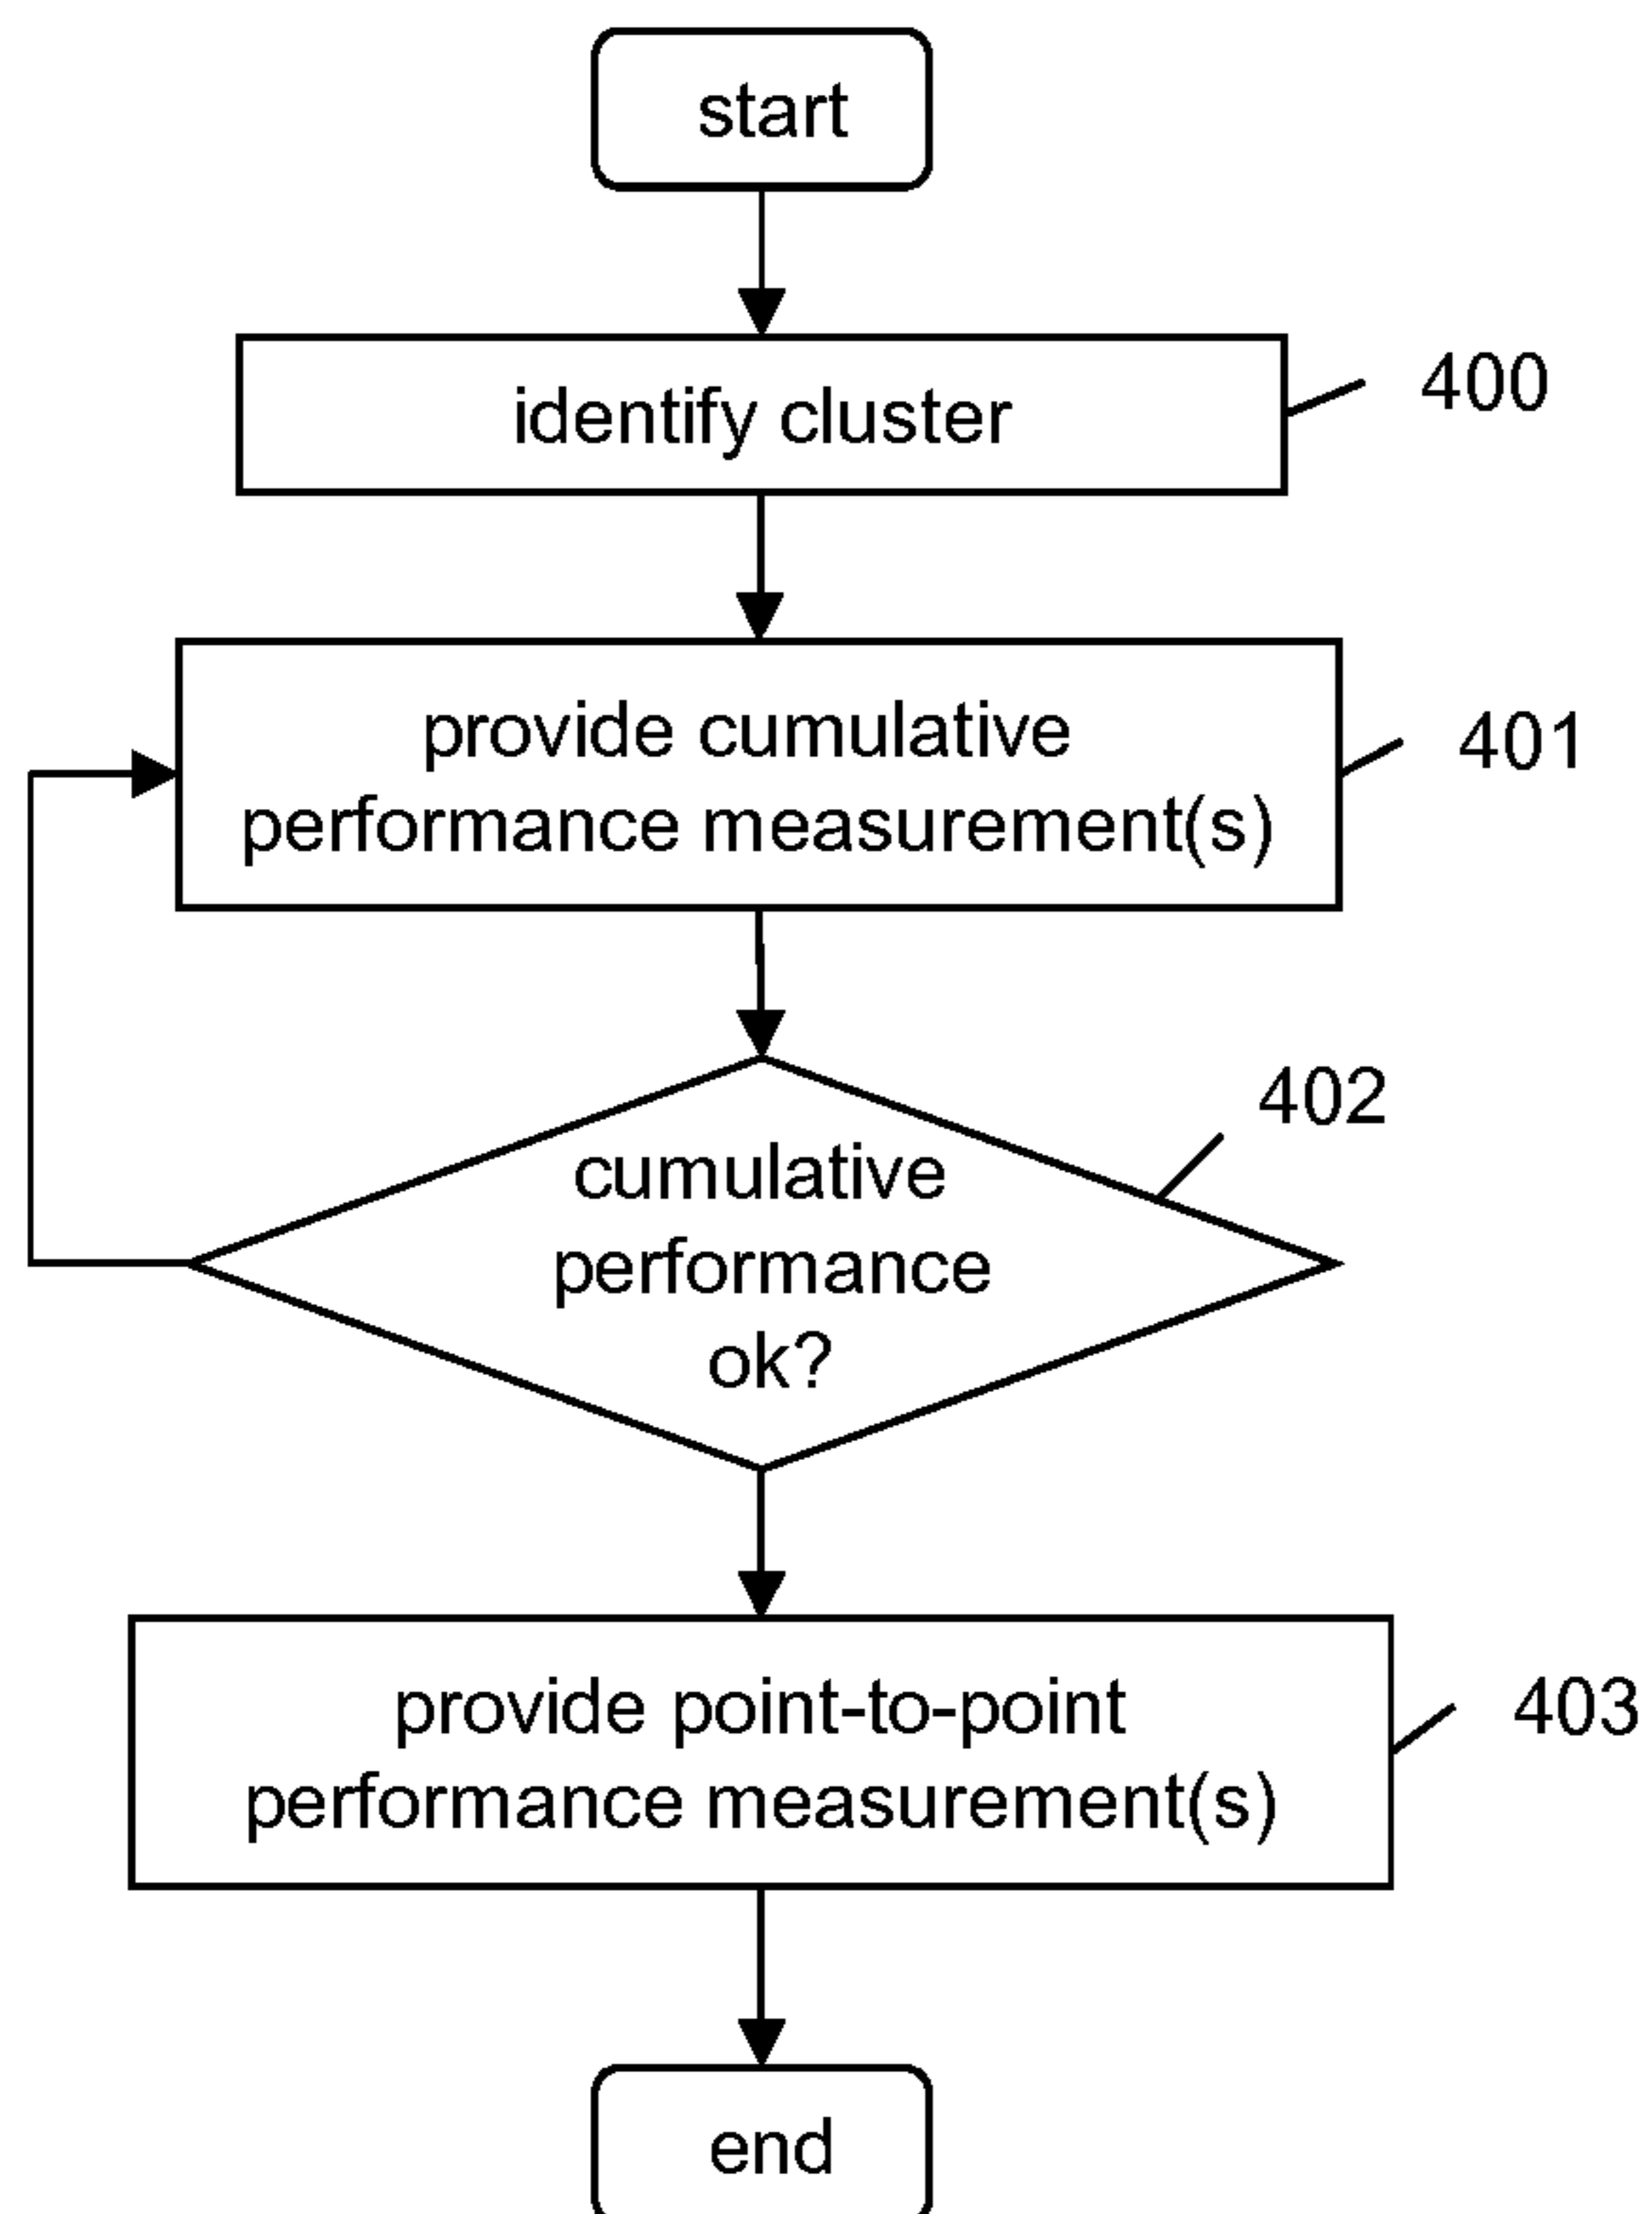 start
identify cluster
400
provide cumulative
performance measurement(s)
401
402
cumulative
performance
ok?
provide point-to-point
performance measurement(s)
403
end